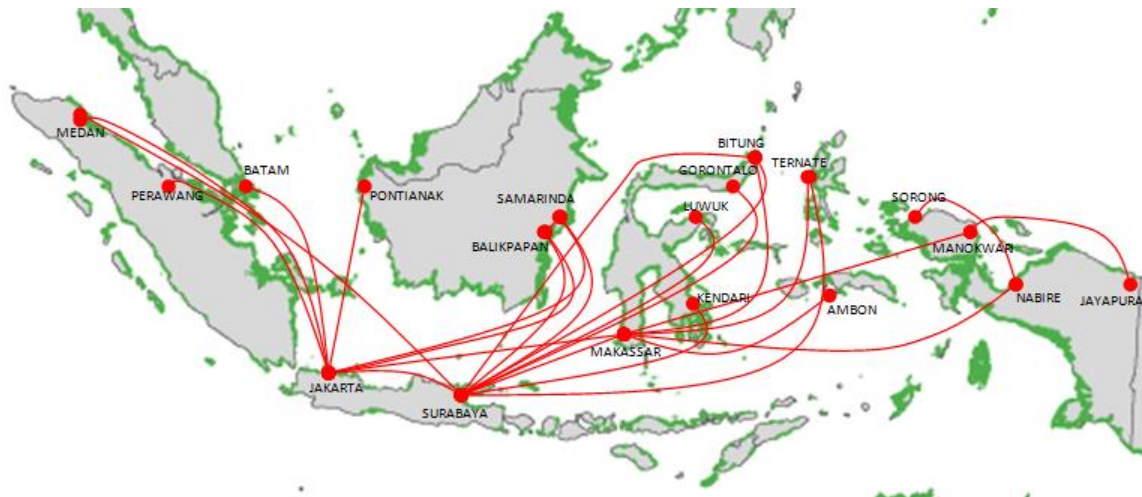 MEDAN
PERAWANG
BATAM
PONTIANAK
SAMARINDA
BALIKPAPAN
BITUNG
GORONTALO
TERNATE
LUWUK
SORONG
MANOKWARI
KENDARI
AMBON
NABIRE
JAYAPURA
MAKASSAR
JAKARTA
SURABAYA